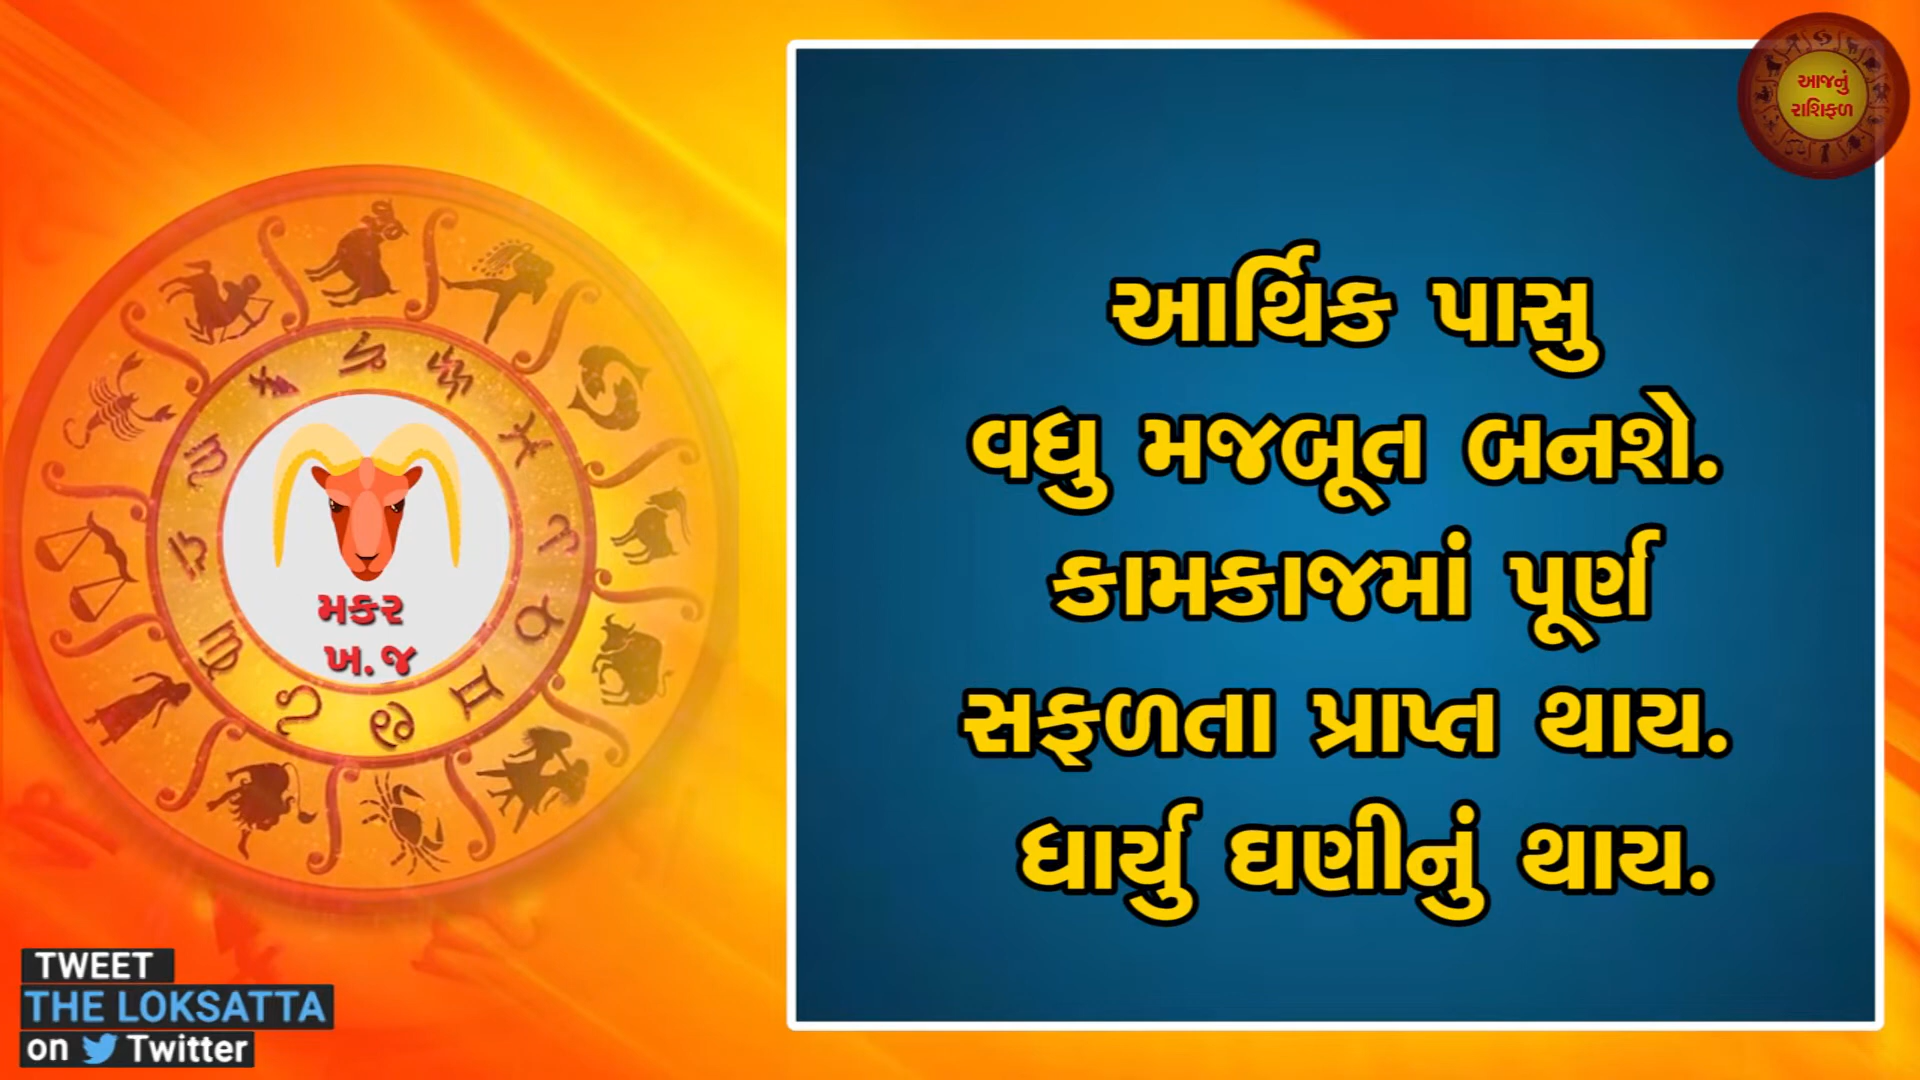 આજનું
રાશિફળ
આર્થિક પાસુ
વધુ મજબૂત બનશે.
કામકાજમાં પૂર્ણ
સફળતા પ્રાપ્ત થાય.
ધાર્યુ ઘણીનું થાય.
મકર
ખ.જ
TWEET
THE LOKSATTA
on Twitter